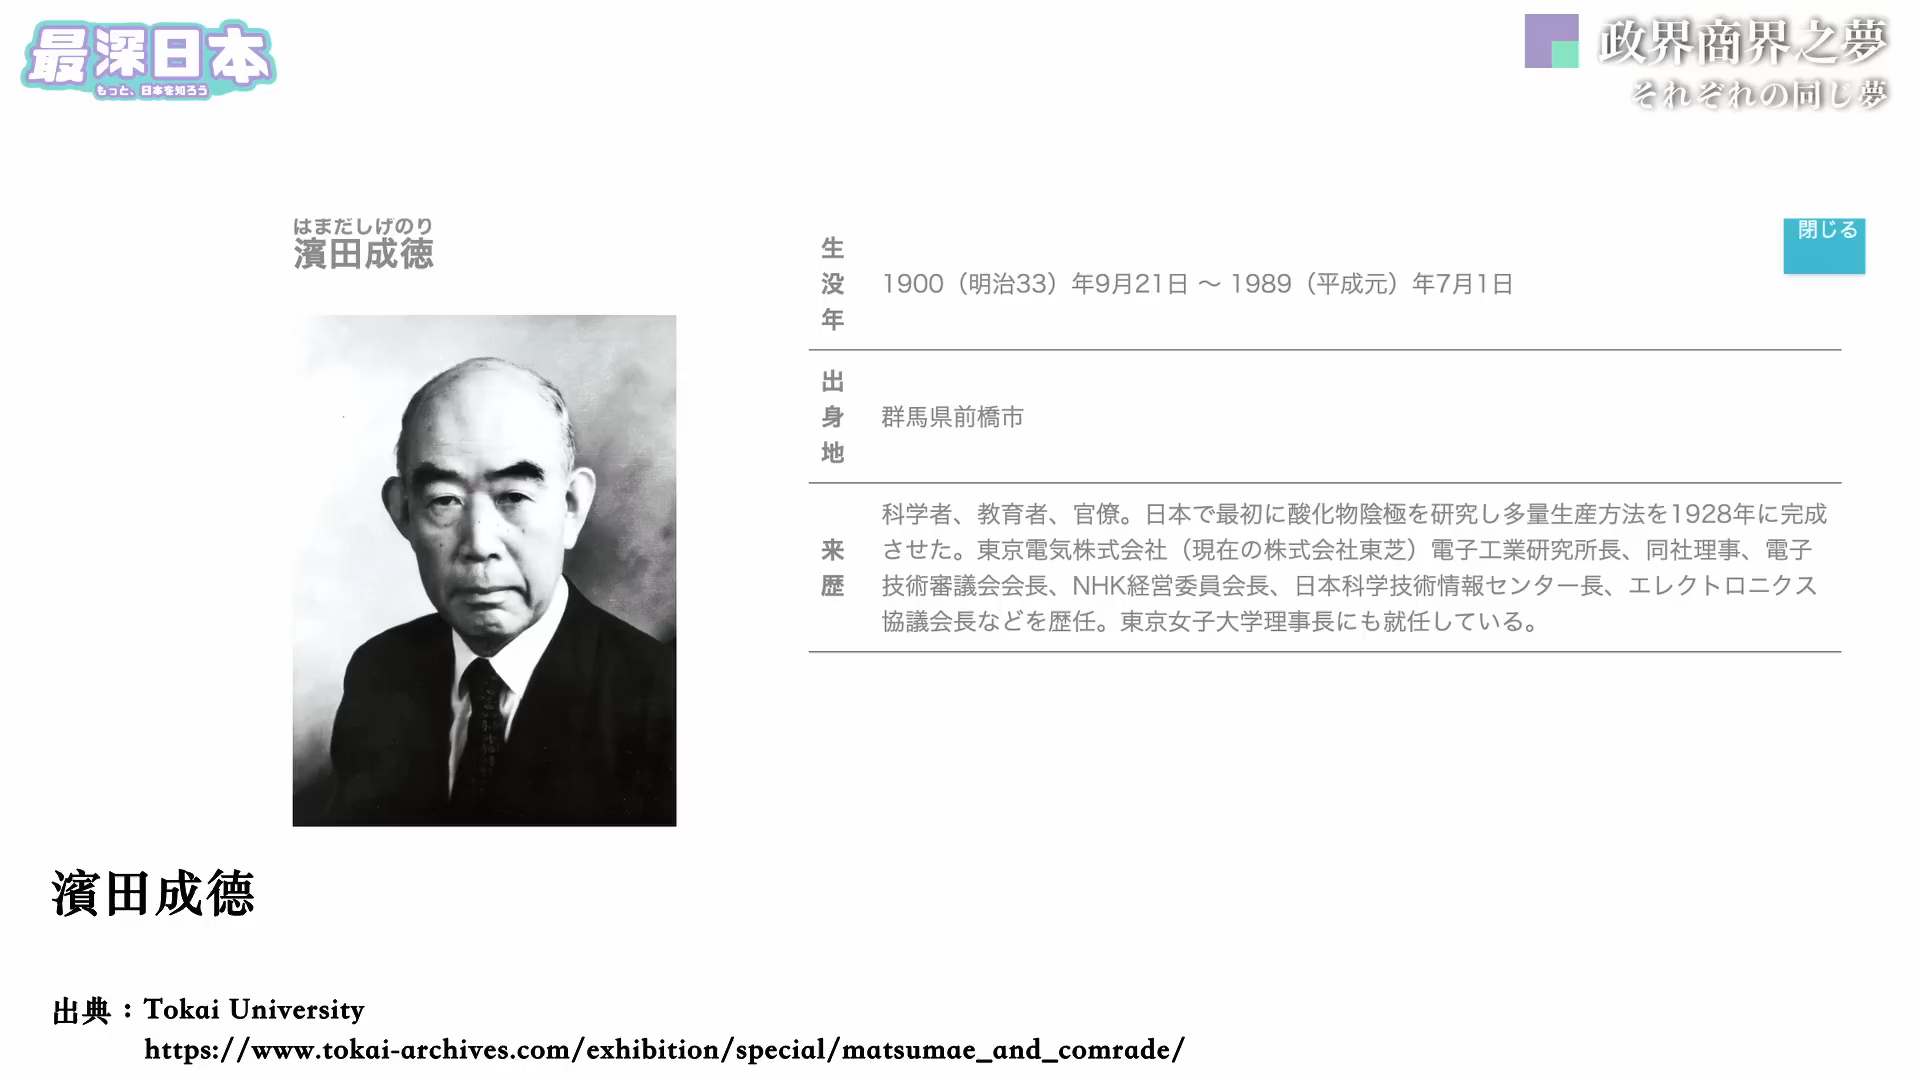 最深日本
もっと、日本を知ろう
政界商界之夢
それぞれの同じ夢
はまだしげのり
濱田成徳
閉じる
生没年
1900（明治33）年9月21日 〜 1989（平成元）年7月1日
出身地
群馬県前橋市
来歴
科学者、教育者、官僚。日本で最初に酸化物陰極を研究し多量生産方法を1928年に完成
させた。東京電気株式会社（現在の株式会社東芝）電子工業研究所長、同社理事、電子
技術審議会会長、NHK経営委員会長、日本科学技術情報センター長、エレクトロニクス
協議会長などを歴任。東京女子大学理事長にも就任している。
濱田成德
出典：Tokai University
https://www.tokai-archives.com/exhibition/special/matsumae_and_comrade/